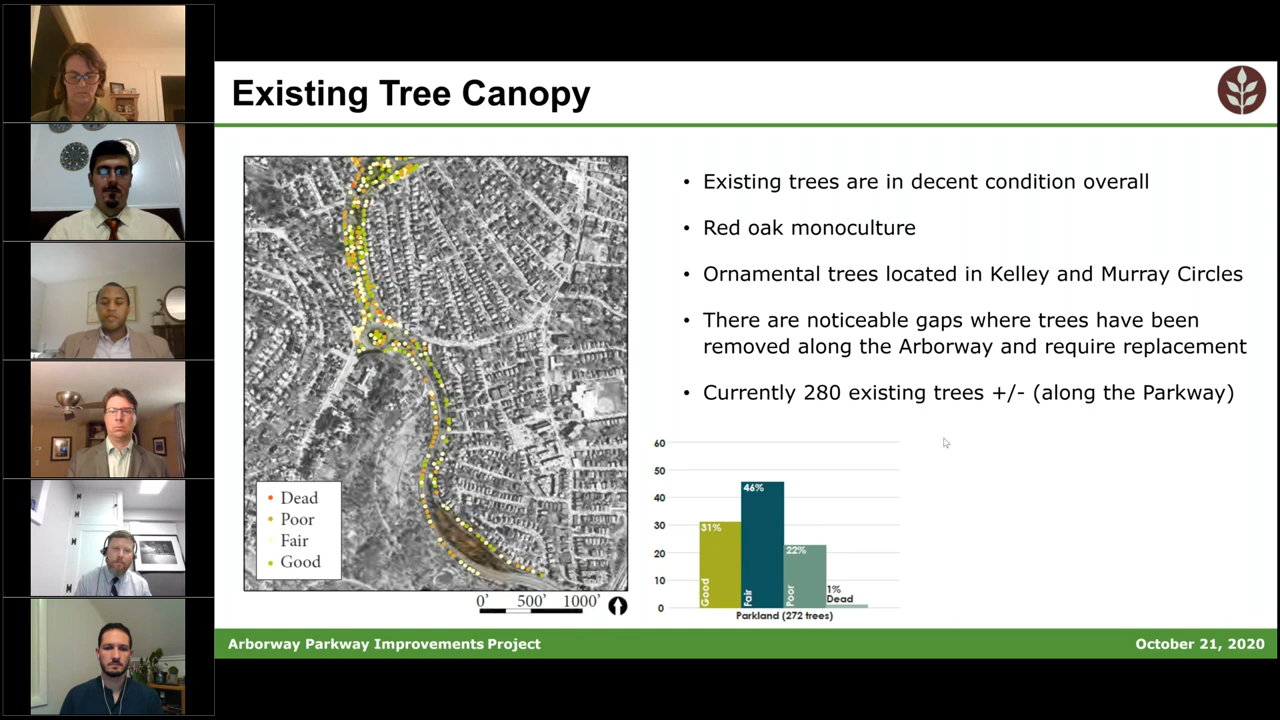 Existing Tree Canopy
• Existing trees are in decent condition overall
• Red oak monoculture
• Ornamental trees located in Kelley and Murray Circles
• There are noticeable gaps where trees have been
removed along the Arborway and require replacement
• Currently 280 existing trees +/- (along the Parkway)
Dead
Poor
Fair
Good
0' 500' 1000'
60
50
40
30
20
10
0
31%
Good
46%
Fair
22%
Poor
1%
Dead
Parkland (272 trees)
Arborway Parkway Improvements Project
October 21, 2020